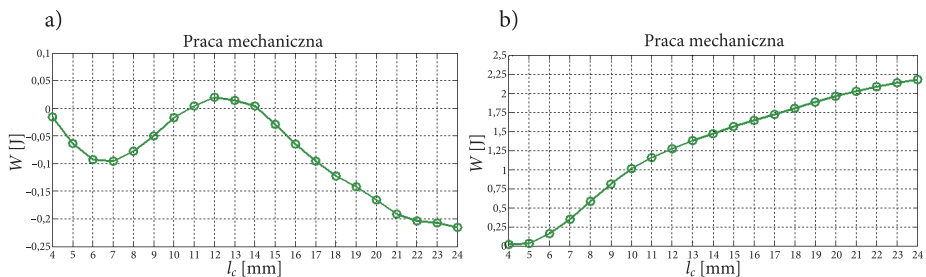 a)
Praca mechaniczna
0,1
0,05
0
−0,05
−0,1
−0,15
−0,2
−0,25
W [J]
4 5 6 7 8 9 10 11 12 13 14 15 16 17 18 19 20 21 22 23 24
l_c [mm]
b)
Praca mechaniczna
2,5
2,25
2
1,75
1,5
1,25
1
0,75
0,5
0,25
0
W [J]
4 5 6 7 8 9 10 11 12 13 14 15 16 17 18 19 20 21 22 23 24
l_c [mm]